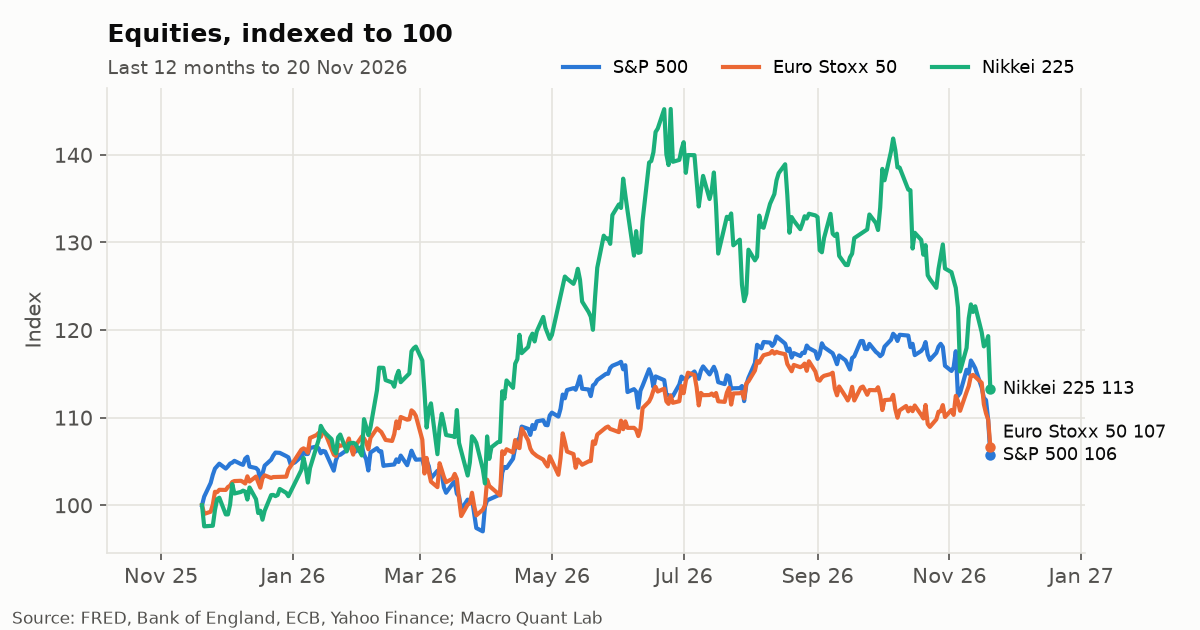 Equities, indexed to 100
Last 12 months to 20 Nov 2026
S&P 500 Euro Stoxx 50 Nikkei 225
Index
140
130
120
110
100
Nikkei 225 113
Euro Stoxx 50 107
S&P 500 106
Nov 25 Jan 26 Mar 26 May 26 Jul 26 Sep 26 Nov 26 Jan 27
Source: FRED, Bank of England, ECB, Yahoo Finance; Macro Quant Lab